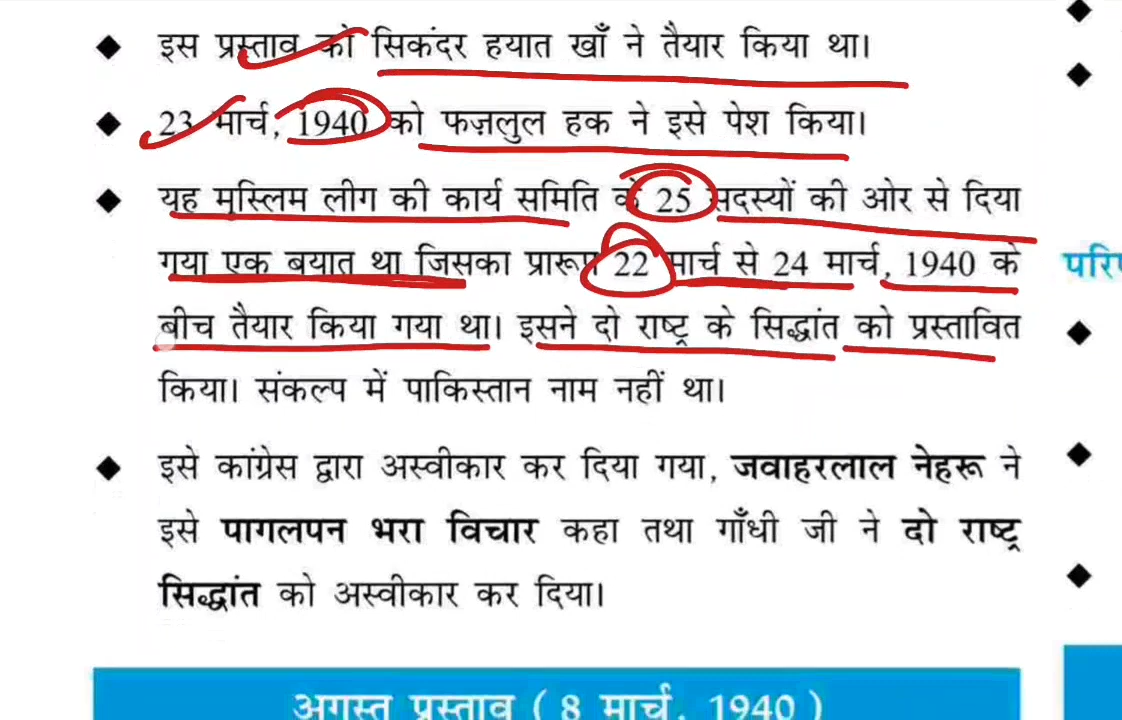 ◆ इस प्रस्ताव को सिकंदर हयात खाँ ने तैयार किया था।
◆ 23 मार्च, 1940 को फज़लुल हक ने इसे पेश किया।
◆ यह मुस्लिम लीग की कार्य समिति के 25 सदस्यों की ओर से दिया
गया एक बयात था जिसका प्रारूप 22 मार्च से 24 मार्च, 1940 के
बीच तैयार किया गया था। इसने दो राष्ट्र के सिद्धांत को प्रस्तावित
किया। संकल्प में पाकिस्तान नाम नहीं था।
◆ इसे कांग्रेस द्वारा अस्वीकार कर दिया गया, जवाहरलाल नेहरू ने
इसे पागलपन भरा विचार कहा तथा गाँधी जी ने दो राष्ट्र
सिद्धांत को अस्वीकार कर दिया।
अगस्त प्रस्ताव ( 8 मार्च, 1940 )